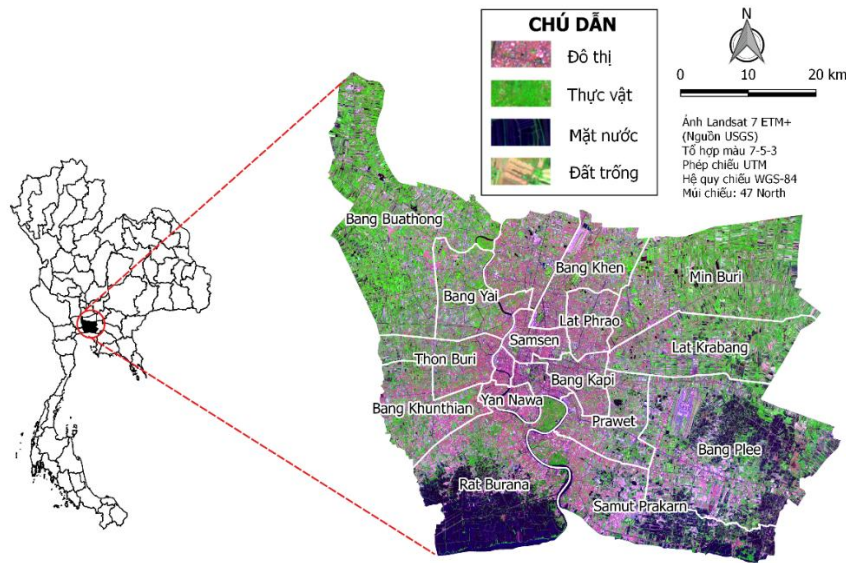 CHÚ DẪN
Đô thị
Thực vật
Mặt nước
Đất trống
N
0 10 20 km
Ảnh Landsat 7 ETM+
(Nguồn USGS)
Tổ hợp màu 7-5-3
Phép chiếu UTM
Hệ quy chiếu WGS-84
Múi chiếu: 47 North
Bang Buathong
Bang Khen
Min Buri
Bang Yai
Lat Phrao
Samsen
Lat Krabang
Thon Buri
Bang Kapi
Yan Nawa
Bang Khunthian
Prawet
Bang Plee
Rat Burana
Samut Prakarn